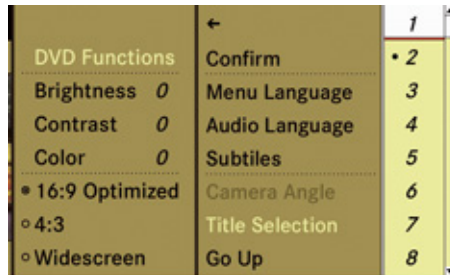 DVD Functions
Brightness 0
Contrast 0
Color 0
16:9 Optimized
4:3
Widescreen
←
Confirm
Menu Language
Audio Language
Subtiles
Camera Angle
Title Selection
Go Up
1
• 2
3
4
5
6
7
8